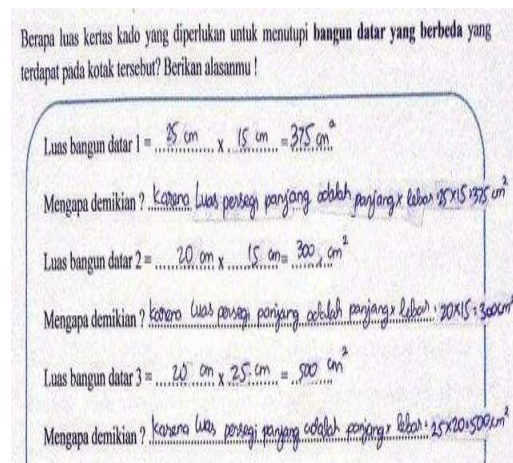 Berapa luas kertas kado yang diperlukan untuk menutupi bangun datar yang berbeda yang
terdapat pada kotak tersebut? Berikan alasanmu !
Luas bangun datar 1 = 25 cm x 15 cm = 375 cm²
Mengapa demikian ? Karena Luas persegi panjang adalah panjang x lebar 25x15=375 cm²
Luas bangun datar 2 = 20 cm x 15 cm = 300 cm²
Mengapa demikian ? karena luas persegi panjang adalah panjang x lebar = 20x15=300cm²
Luas bangun datar 3 = 20 cm x 25 cm = 500 cm²
Mengapa demikian ? karena luas persegi panjang adalah panjang x lebar = 25x20=500cm²